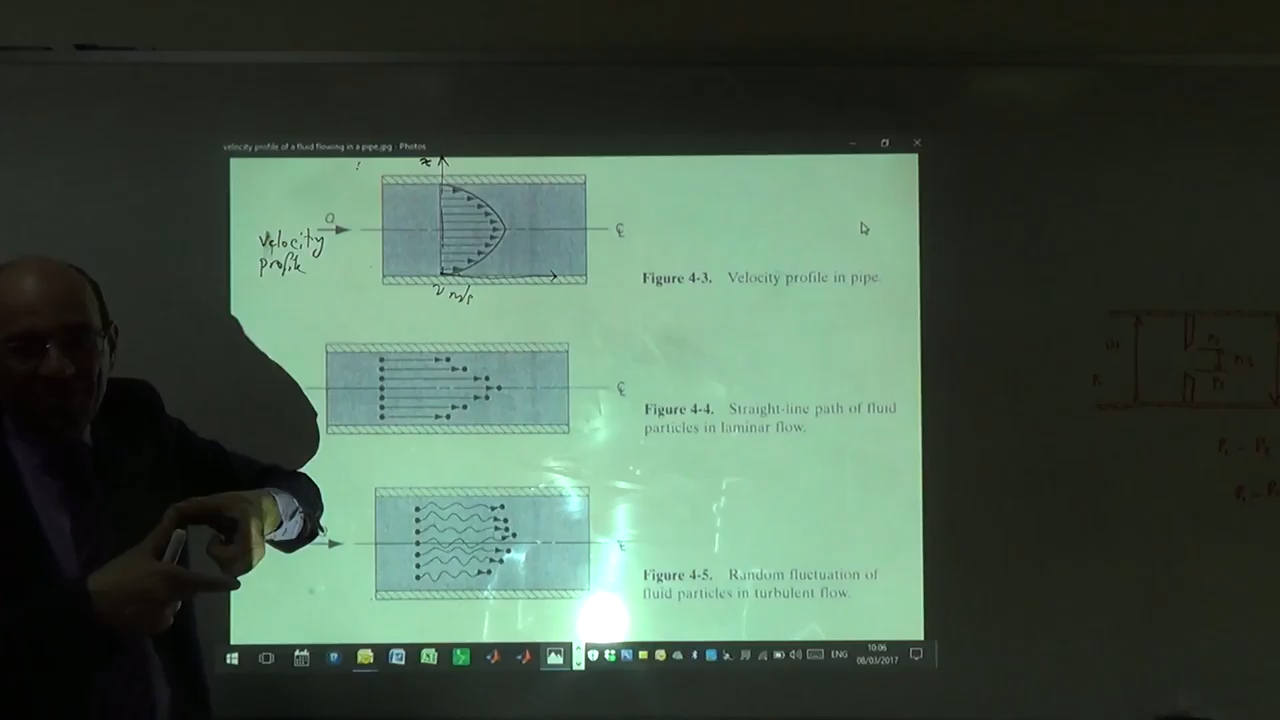 velocity profile of a fluid flowing in a pipe.jpg - Photos
x
Q
velocity
profile
v m/s
Figure 4-3. Velocity profile in pipe.
Figure 4-4. Straight-line path of fluid
particles in laminar flow.
Figure 4-5. Random fluctuation of
fluid particles in turbulent flow.
P₁ - P₂
ENG
10:06
08/03/2017